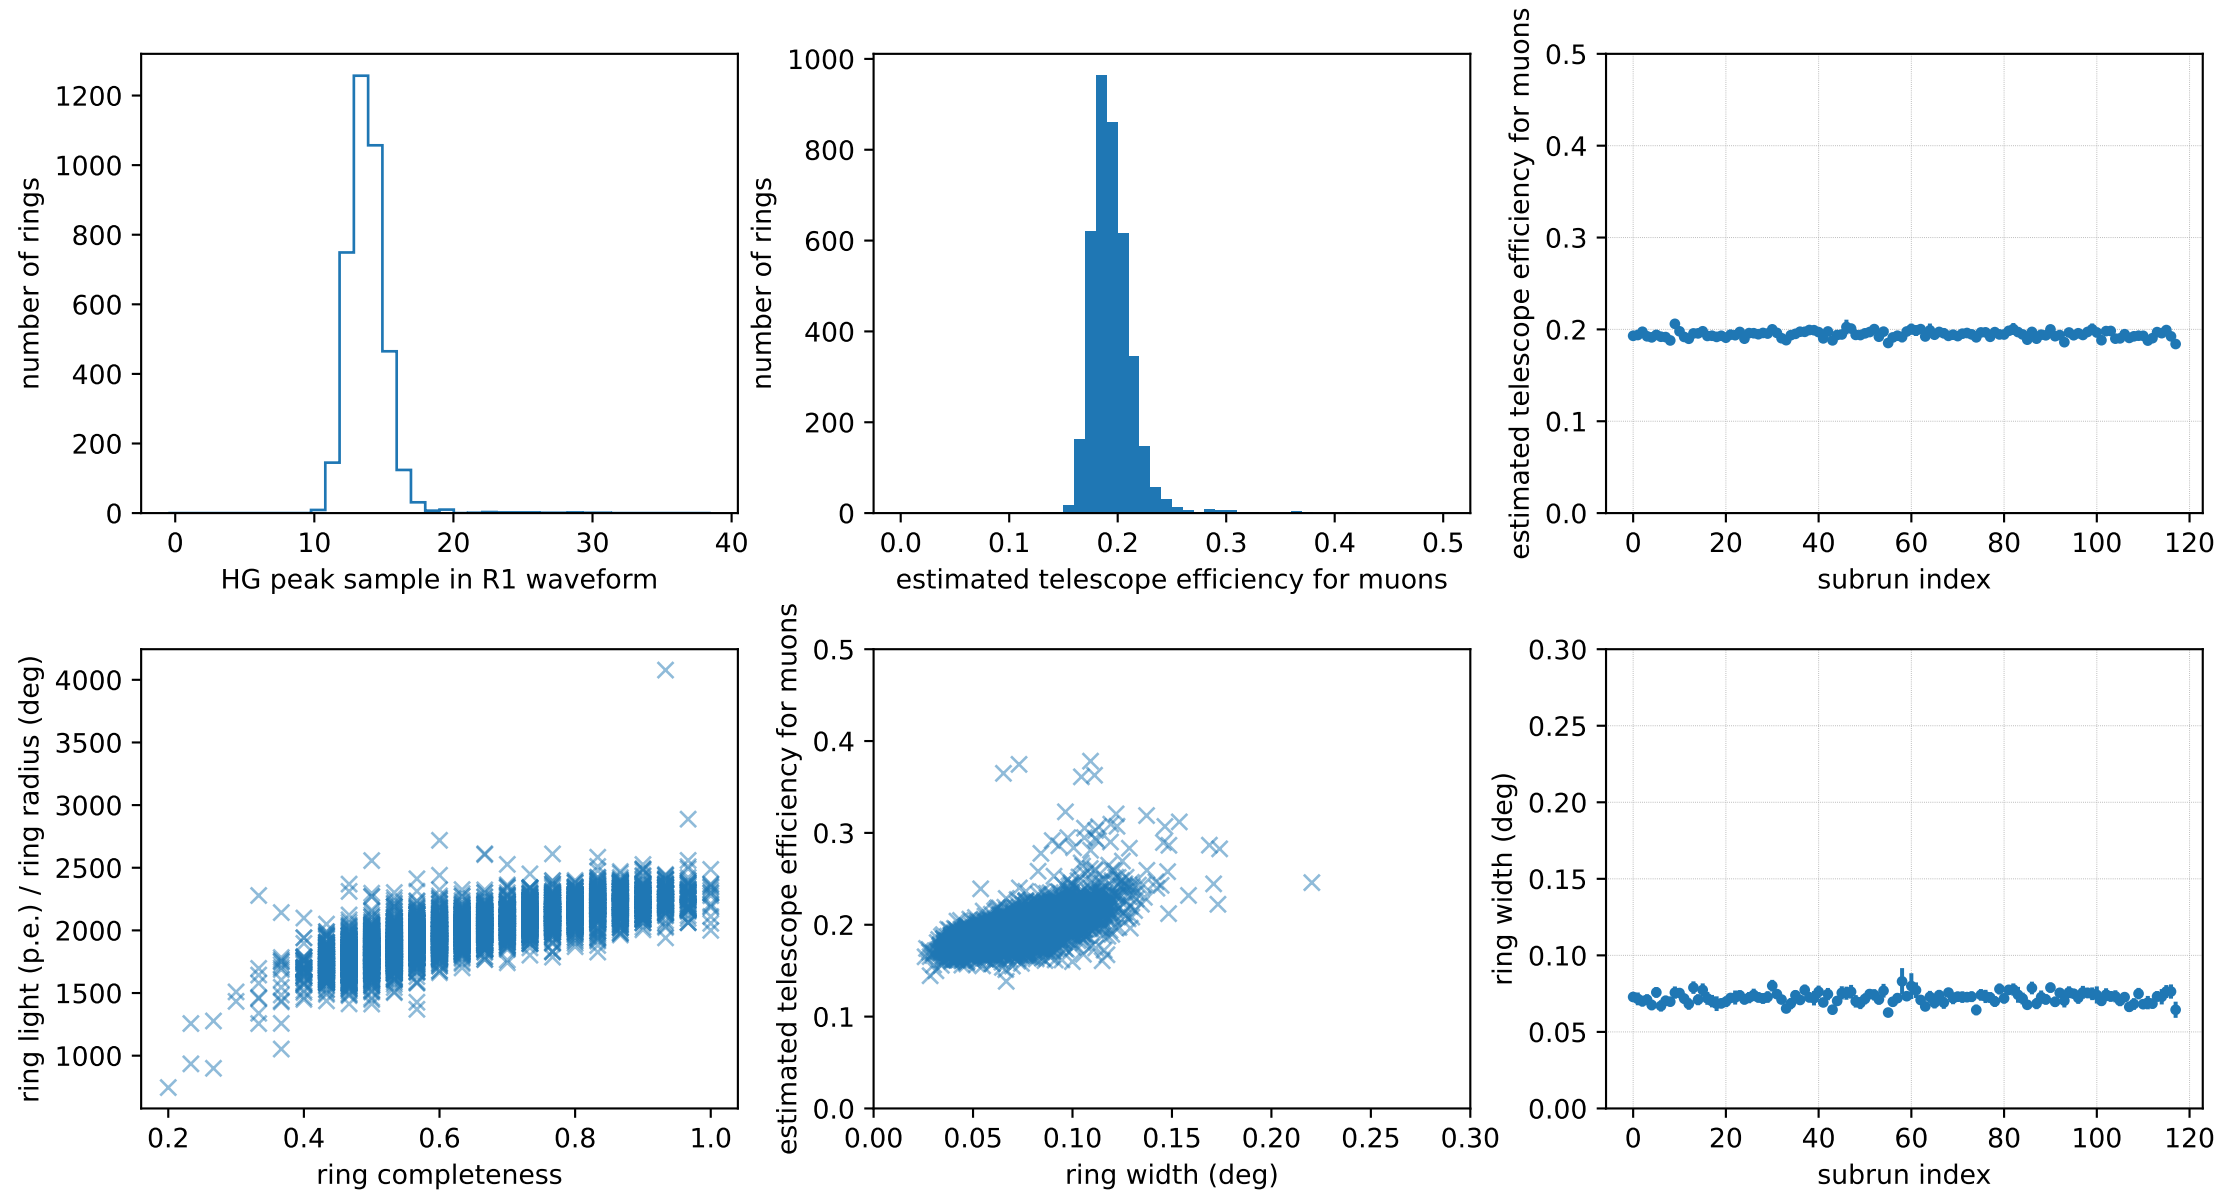 number of rings
1200
1000
800
600
400
200
0
0 10 20 30 40
HG peak sample in R1 waveform
number of rings
1000
800
600
400
200
0
0.0 0.1 0.2 0.3 0.4 0.5
estimated telescope efficiency for muons
estimated telescope efficiency for muons
0.5
0.4
0.3
0.2
0.1
0.0
0 20 40 60 80 100 120
subrun index
ring light (p.e.) / ring radius (deg)
4000
3500
3000
2500
2000
1500
1000
0.2 0.4 0.6 0.8 1.0
ring completeness
estimated telescope efficiency for muons
0.5
0.4
0.3
0.2
0.1
0.0
0.00 0.05 0.10 0.15 0.20 0.25 0.30
ring width (deg)
ring width (deg)
0.30
0.25
0.20
0.15
0.10
0.05
0.00
0 20 40 60 80 100 120
subrun index